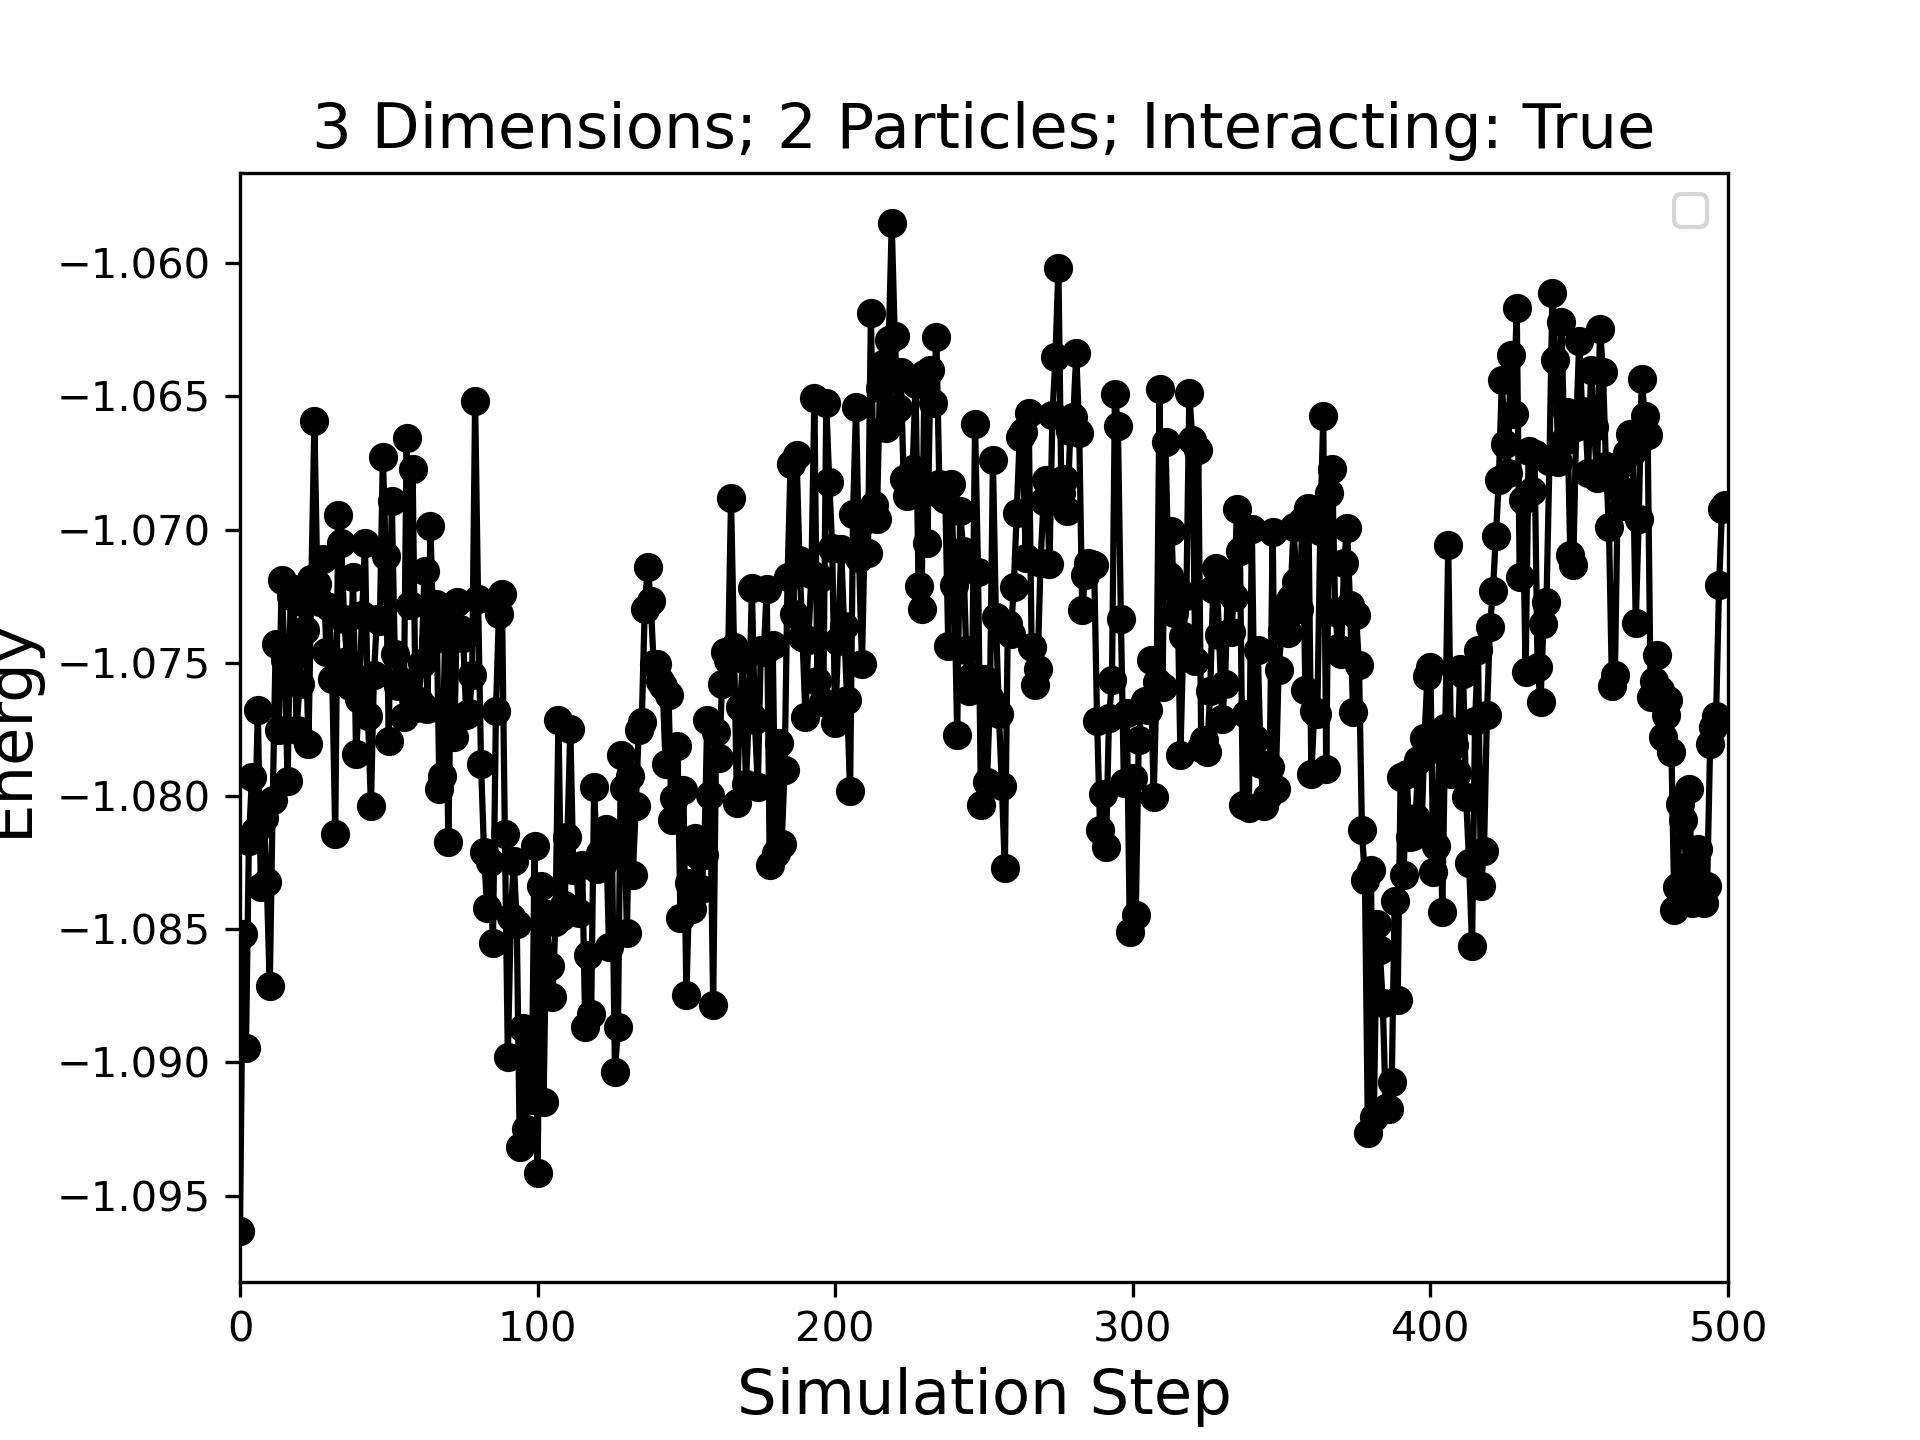 3 Dimensions; 2 Particles; Interacting: True
−1.060
−1.065
−1.070
−1.075
−1.080
−1.085
−1.090
−1.095
Energy
0 100 200 300 400 500
Simulation Step